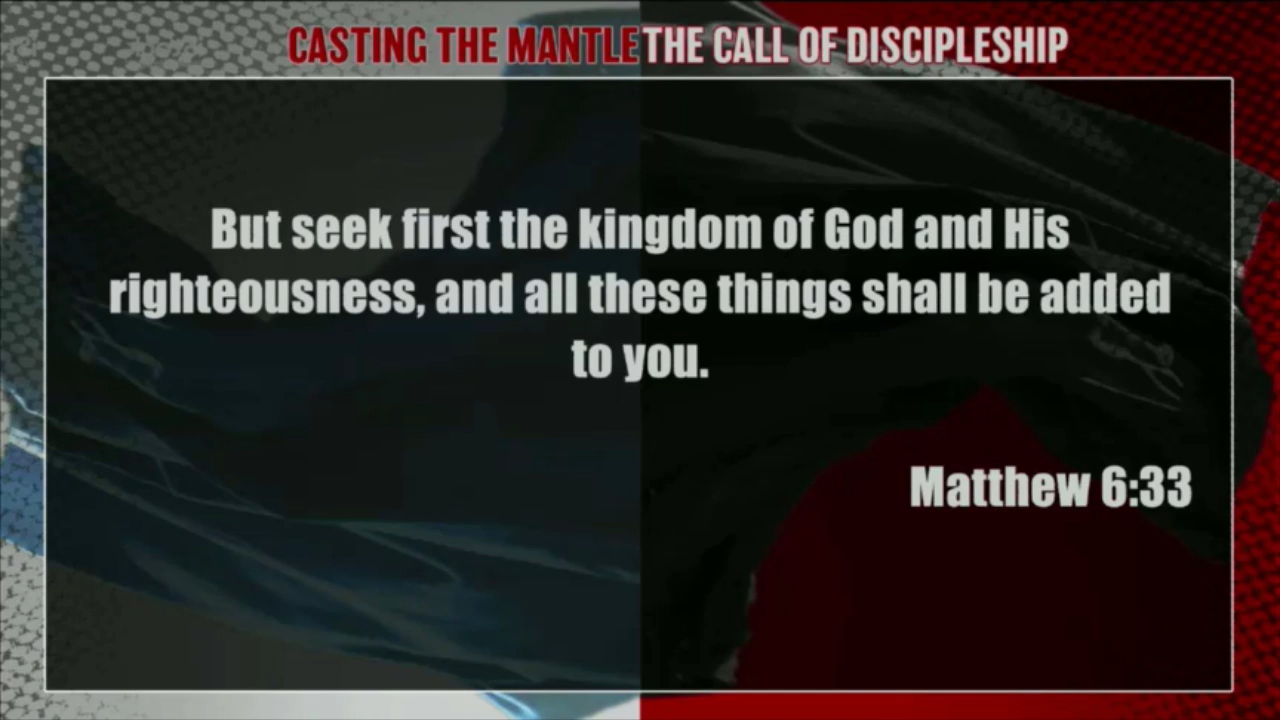 CASTING THE MANTLE THE CALL OF DISCIPLESHIP
But seek first the kingdom of God and His
righteousness, and all these things shall be added
to you.
Matthew 6:33